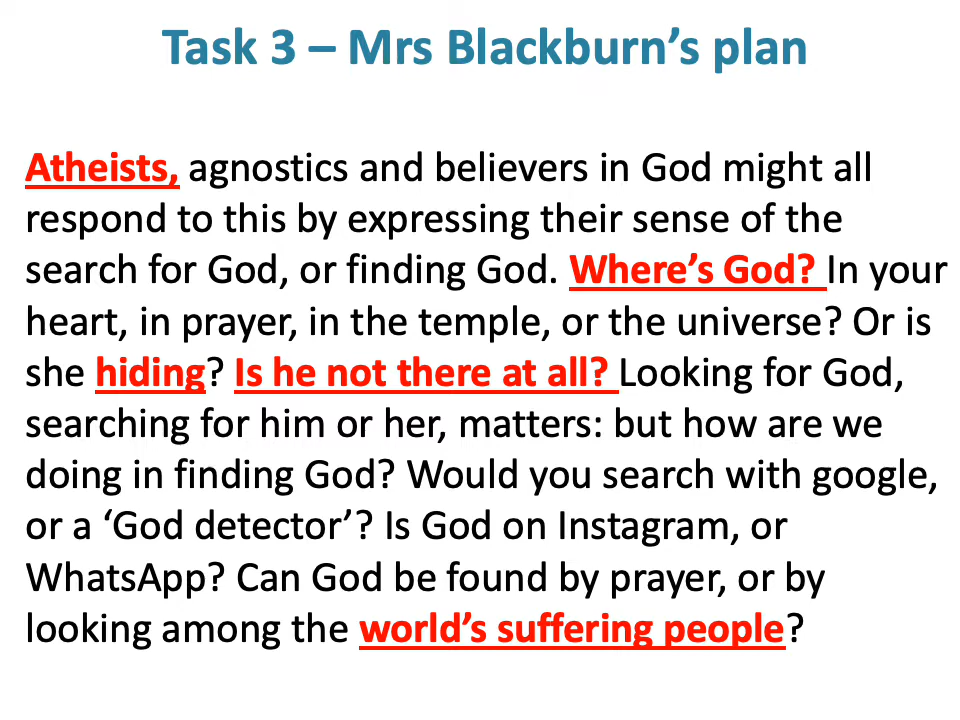 Task 3 – Mrs Blackburn’s plan
Atheists, agnostics and believers in God might all
respond to this by expressing their sense of the
search for God, or finding God. Where’s God? In your
heart, in prayer, in the temple, or the universe? Or is
she hiding? Is he not there at all? Looking for God,
searching for him or her, matters: but how are we
doing in finding God? Would you search with google,
or a ‘God detector’? Is God on Instagram, or
WhatsApp? Can God be found by prayer, or by
looking among the world’s suffering people?